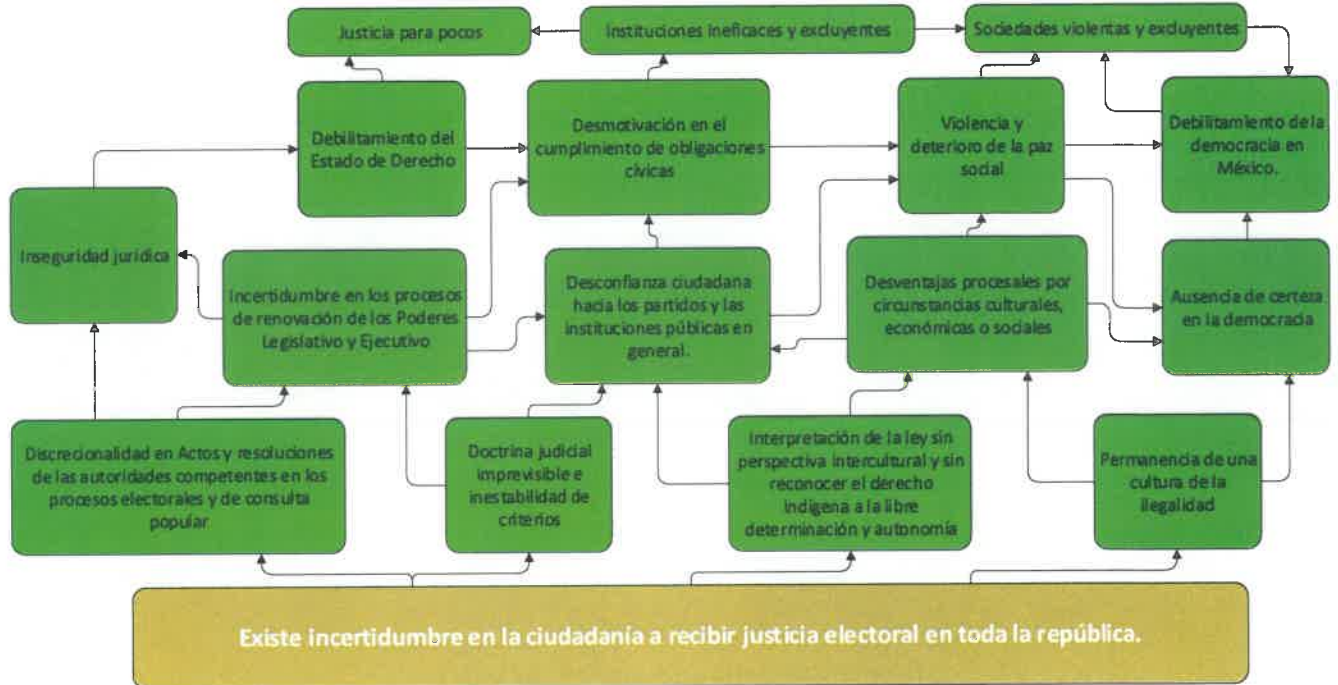 Justicia para pocos
Instituciones Ineficaces y excluyentes
Sociedades violentas y excluyentes
Debilitamiento del
Estado de Derecho
Desmotivación en el
cumplimiento de obligaciones
cívicas
Violencia y
deterioro de la paz
social
Debilitamiento de la
democracia en
México.
Inseguridad jurídica
Incertidumbre en los procesos
de renovación de los Poderes
Legislativo y Ejecutivo
Desconfianza ciudadana
hacia los partidos y las
instituciones públicas en
general.
Desventajas procesales por
circunstancias culturales,
económicas o sociales
Ausencia de certeza
en la democracia
Discrecionalidad en Actos y resoluciones
de las autoridades competentes en los
procesos electorales y de consulta
popular
Doctrina judicial
imprevisible e
inestabilidad de
criterios
Interpretación de la ley sin
perspectiva intercultural y sin
reconocer el derecho
indígena a la libre
determinación y autonomía
Permanencia de una
cultura de la
ilegalidad
Existe incertidumbre en la ciudadanía a recibir justicia electoral en toda la república.